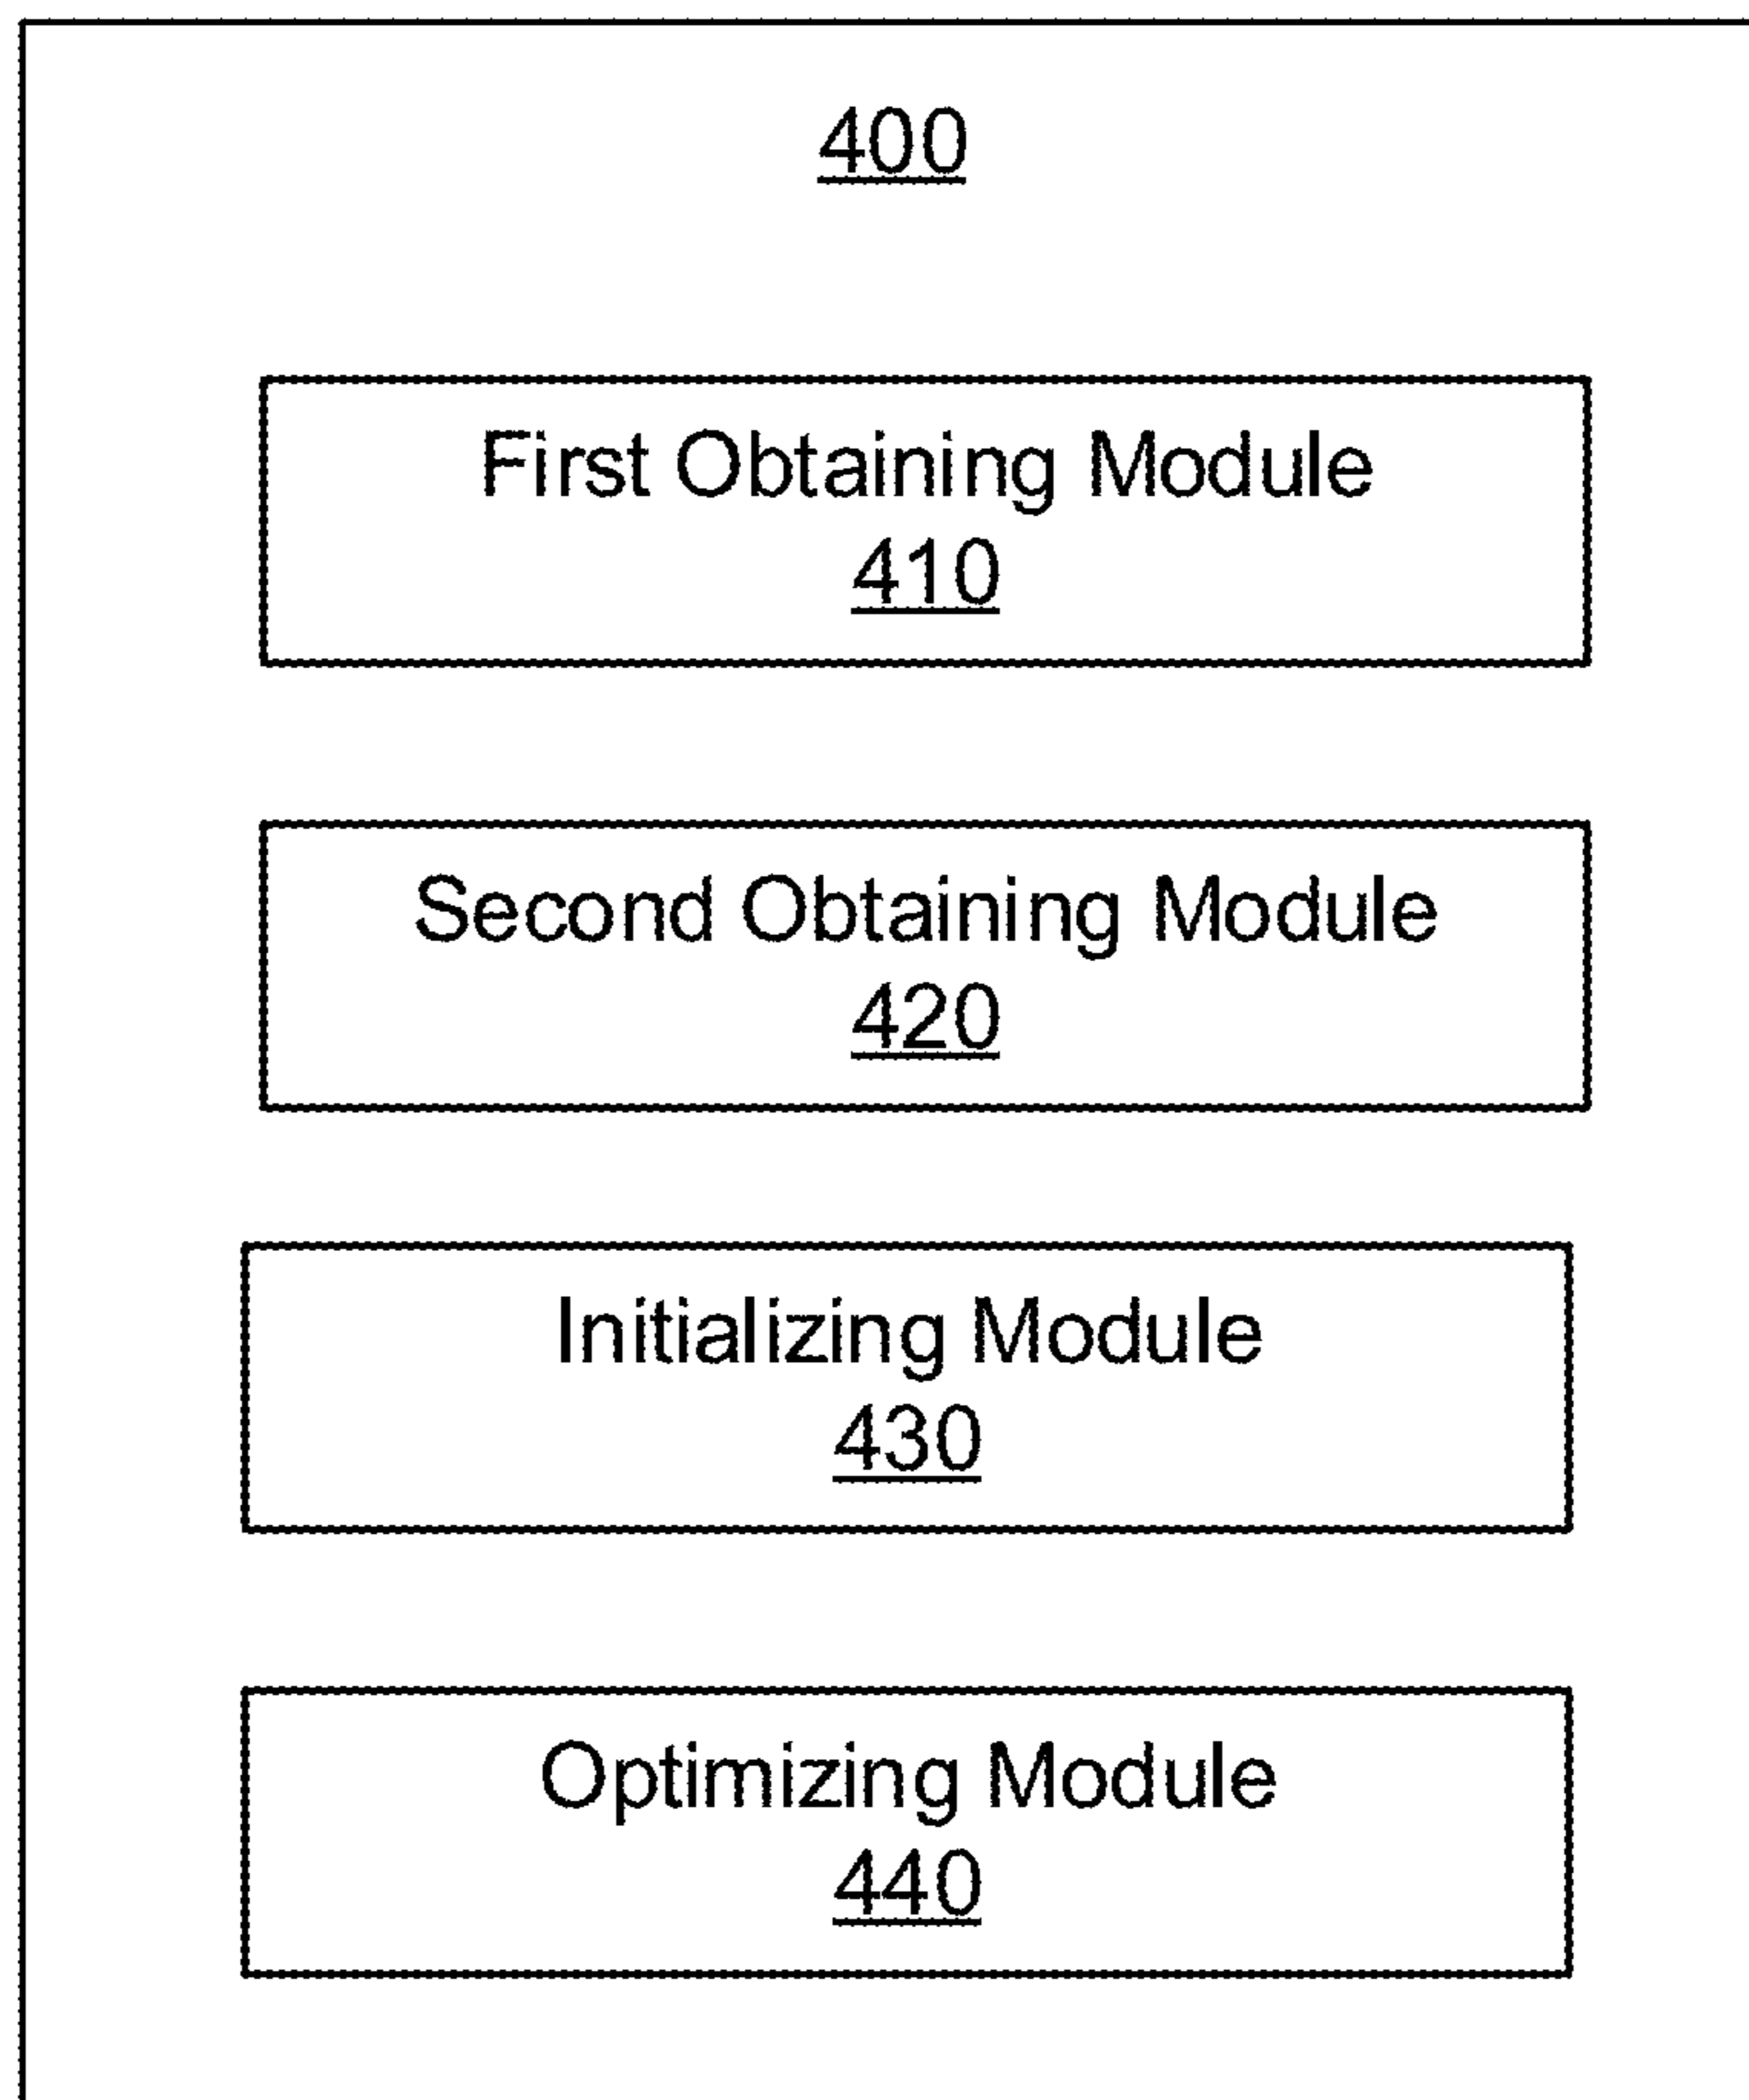 400
First Obtaining Module
410
Second Obtaining Module
420
Initializing Module
430
Optimizing Module
440